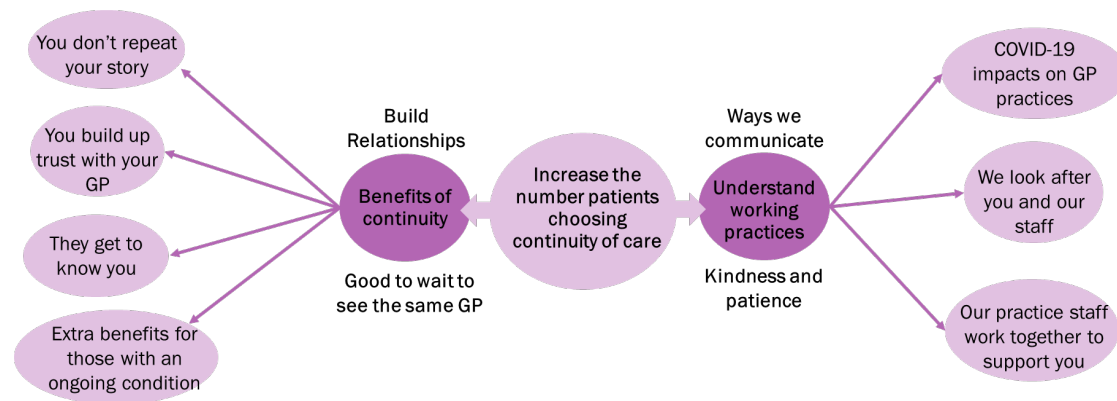 You don't repeat
your story
You build up
trust with your
GP
They get to
know you
Extra benefits for
those with an
ongoing condition
Build
Relationships
Benefits of
continuity
Good to wait to
see the same GP
Increase the
number patients
choosing
continuity of care
Ways we
communicate
Understand
working
practices
Kindness and
patience
COVID-19
impacts on GP
practices
We look after
you and our
staff
Our practice staff
work together to
support you